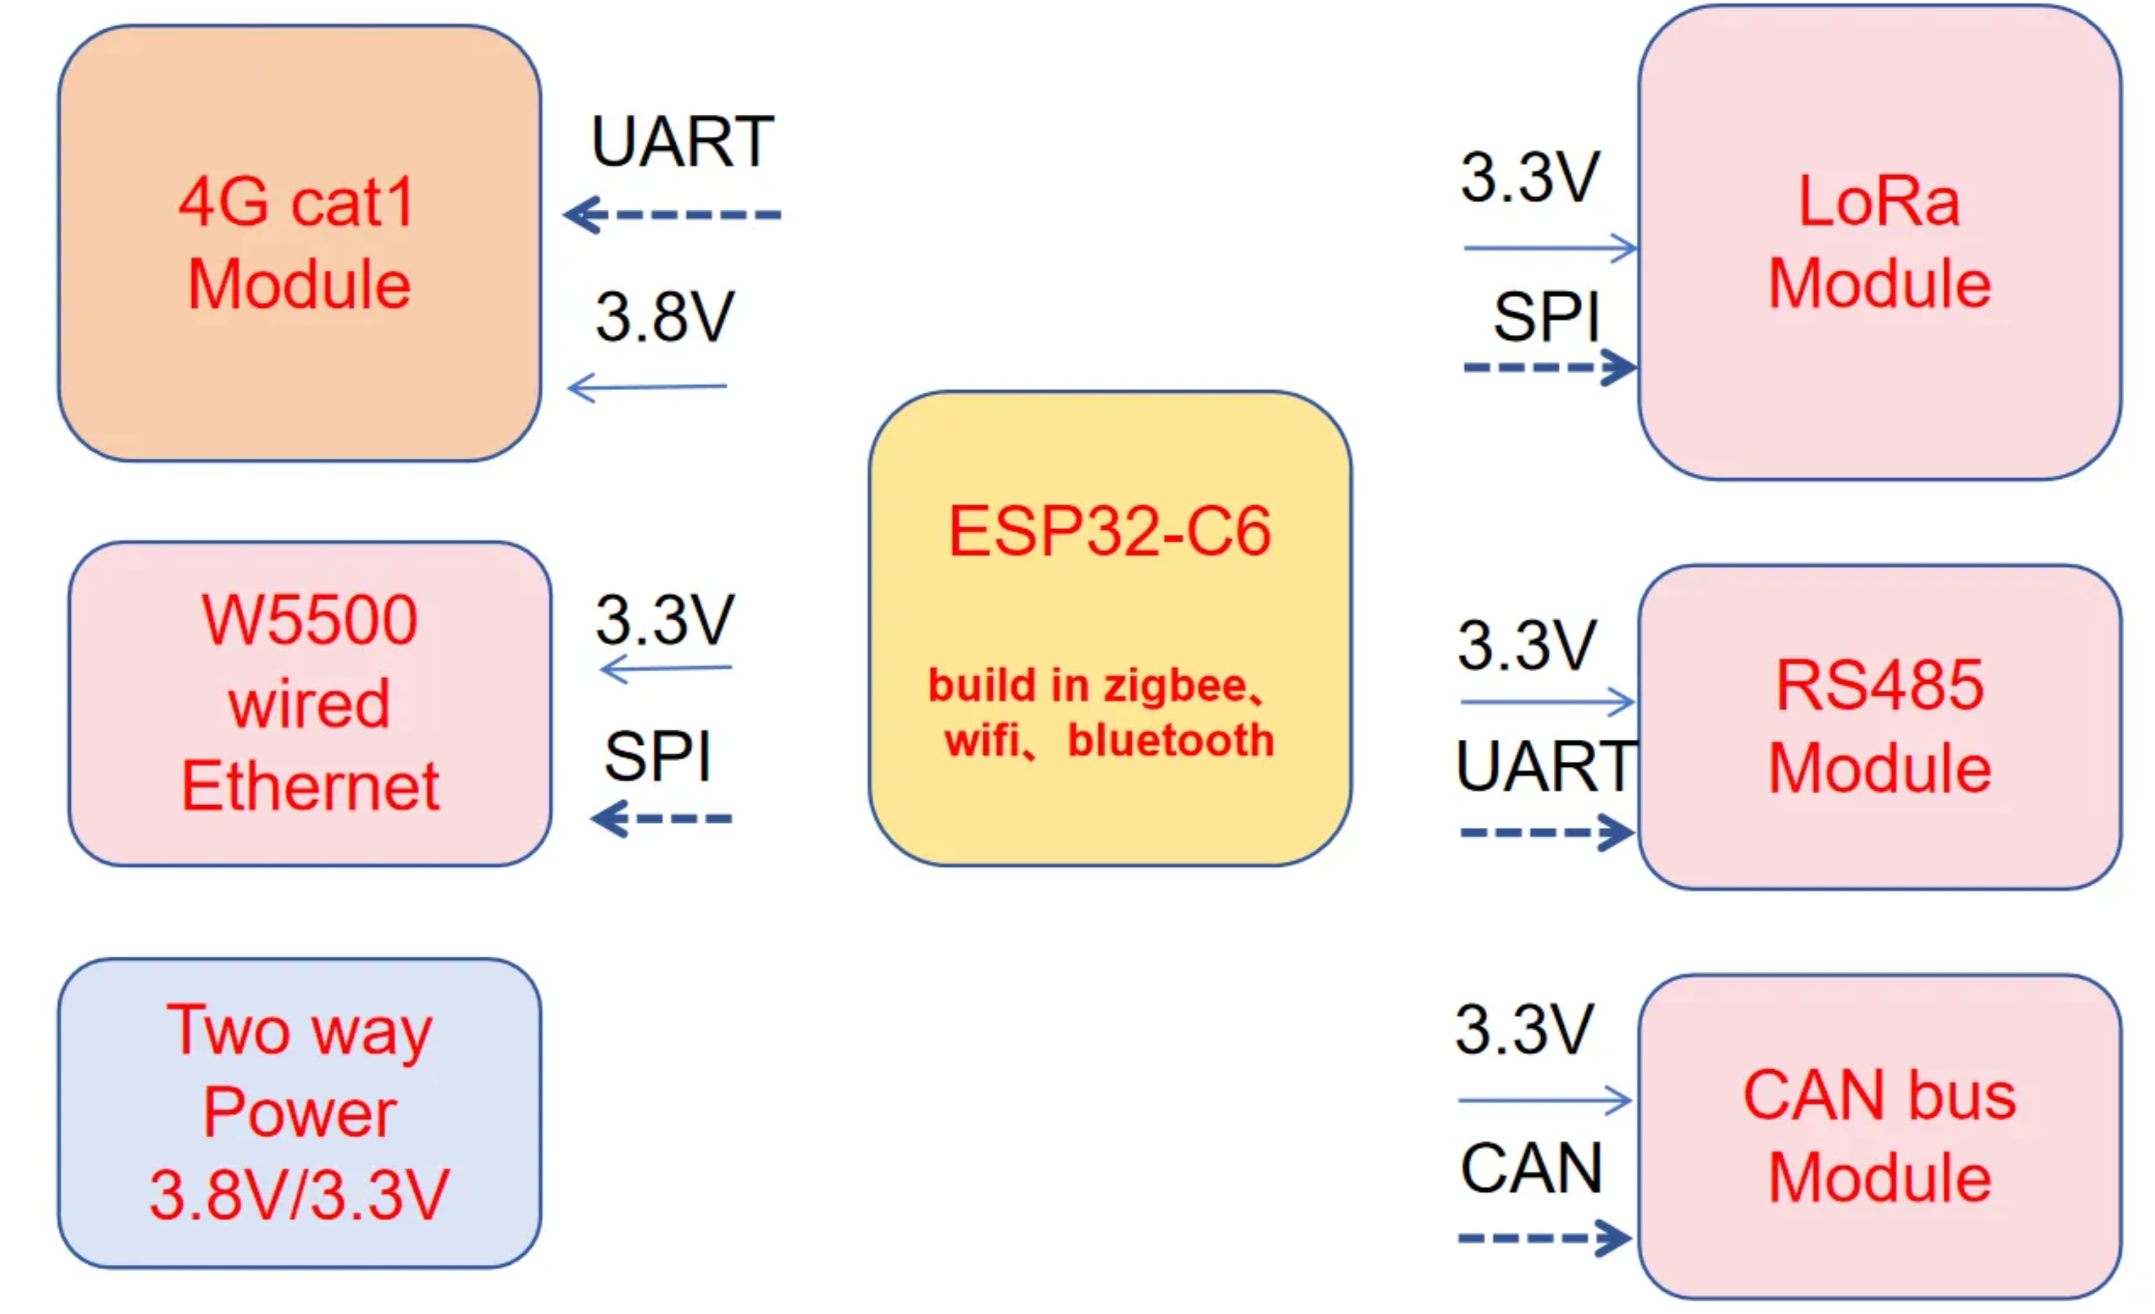 4G cat1
Module
UART
3.8V
W5500
wired
Ethernet
3.3V
SPI
Two way
Power
3.8V/3.3V
ESP32-C6
build in zigbee、
wifi、bluetooth
3.3V
SPI
LoRa
Module
3.3V
UART
RS485
Module
3.3V
CAN
CAN bus
Module